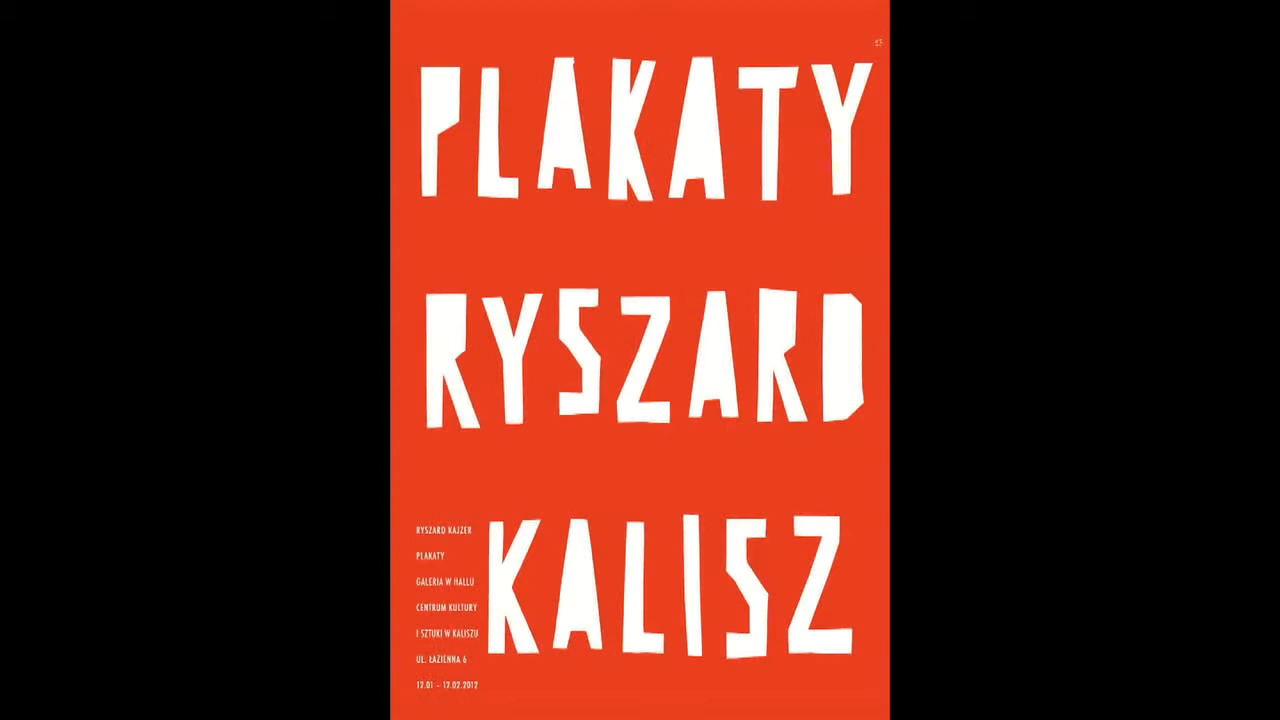 PLAKATY
RYSZARD
KALISZ
RYSZARD KAJZER
PLAKATY
GALERIA W HALLU
CENTRUM KULTURY
I SZTUKI W KALISZU
UL. ŁAZIENNA 6
12.01 – 12.02.2012